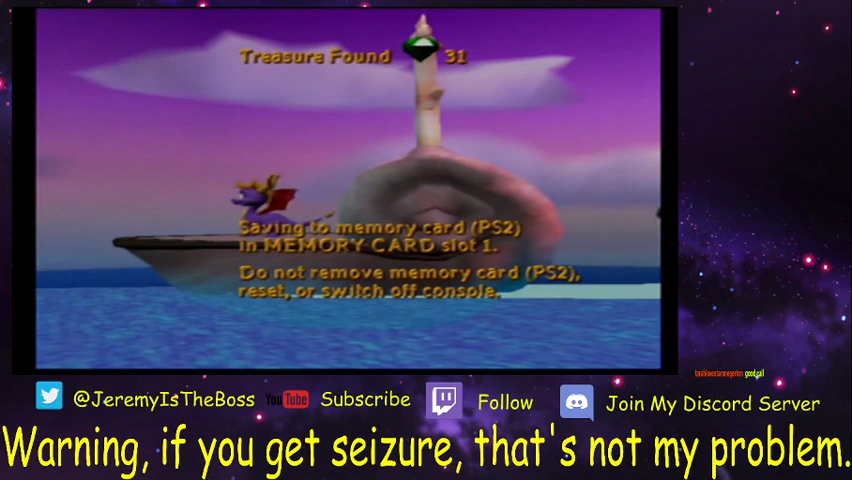 Treasure Found 31
Saving to memory card (PS2)
in MEMORY CARD slot 1.
Do not remove memory card (PS2),
reset, or switch off console.
good call
@JeremyIsTheBoss YouTube Subscribe Follow Join My Discord Server
Warning, if you get seizure, that's not my problem.